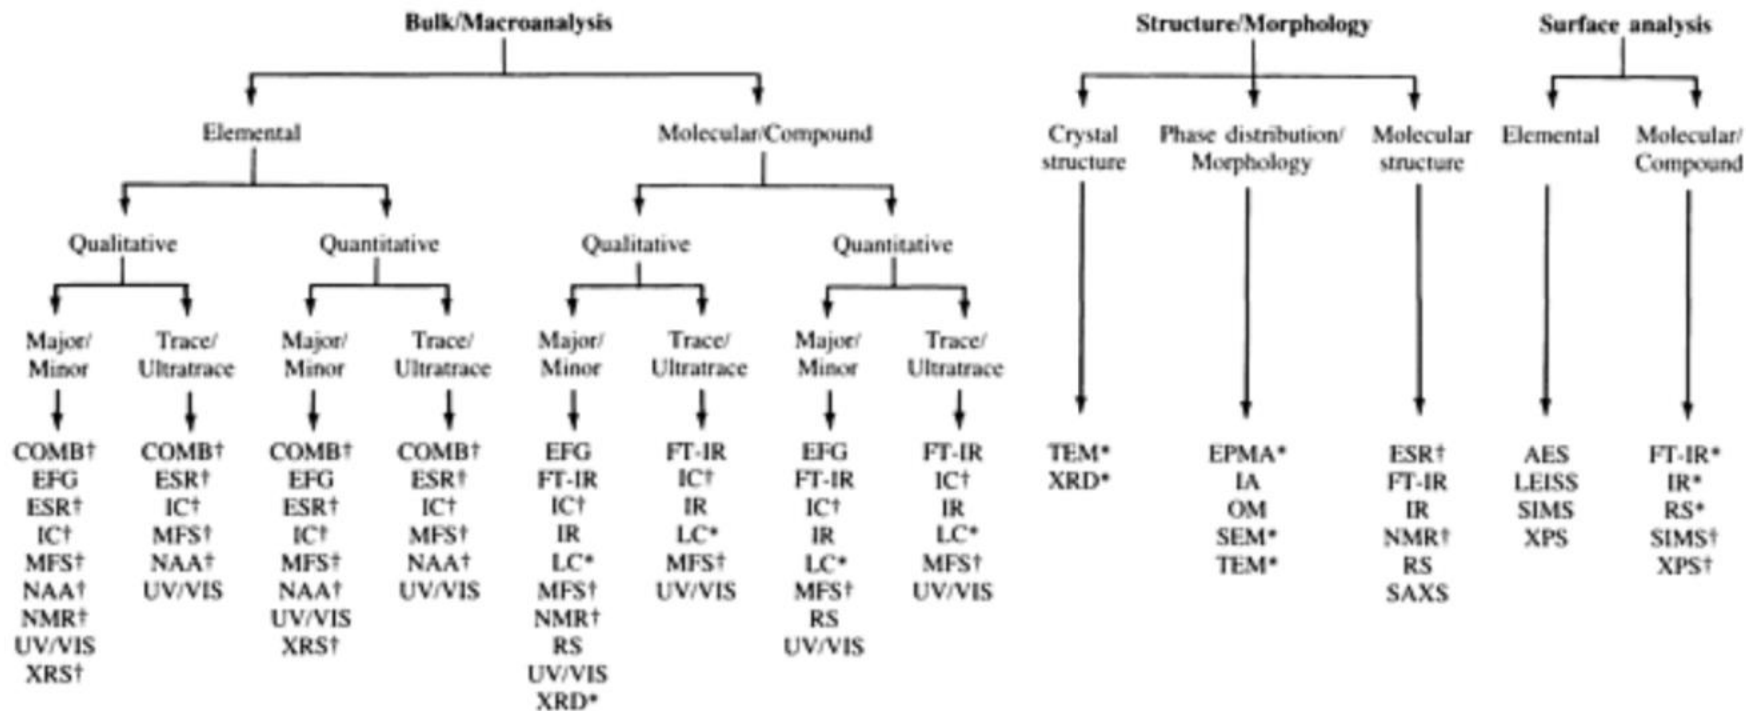 Bulk/Macroanalysis
Structure/Morphology
Surface analysis
Elemental
Molecular/Compound
Crystal
structure
Phase distribution/
Morphology
Molecular
structure
Elemental
Molecular/
Compound
Qualitative
Quantitative
Qualitative
Quantitative
Major/
Minor
Trace/
Ultratrace
Major/
Minor
Trace/
Ultratrace
Major/
Minor
Trace/
Ultratrace
Major/
Minor
Trace/
Ultratrace
COMB†
EFG
ESR†
IC†
MFS†
NAA†
NMR†
UV/VIS
XRS†
COMB†
ESR†
IC†
MFS†
NAA†
UV/VIS
COMB†
EFG
ESR†
IC†
MFS†
NAA†
UV/VIS
XRS†
COMB†
ESR†
IC†
MFS†
NAA†
UV/VIS
EFG
FT-IR
IC†
IR
LC*
MFS†
NMR†
RS
UV/VIS
XRD*
FT-IR
IC†
IR
LC*
MFS†
UV/VIS
EFG
FT-IR
IC†
IR
LC*
MFS†
RS
UV/VIS
FT-IR
IC†
IR
LC*
MFS†
UV/VIS
TEM*
XRD*
EPMA*
IA
OM
SEM*
TEM*
ESR†
FT-IR
IR
NMR†
RS
SAXS
AES
LEISS
SIMS
XPS
FT-IR*
IR*
RS*
SIMS†
XPS†